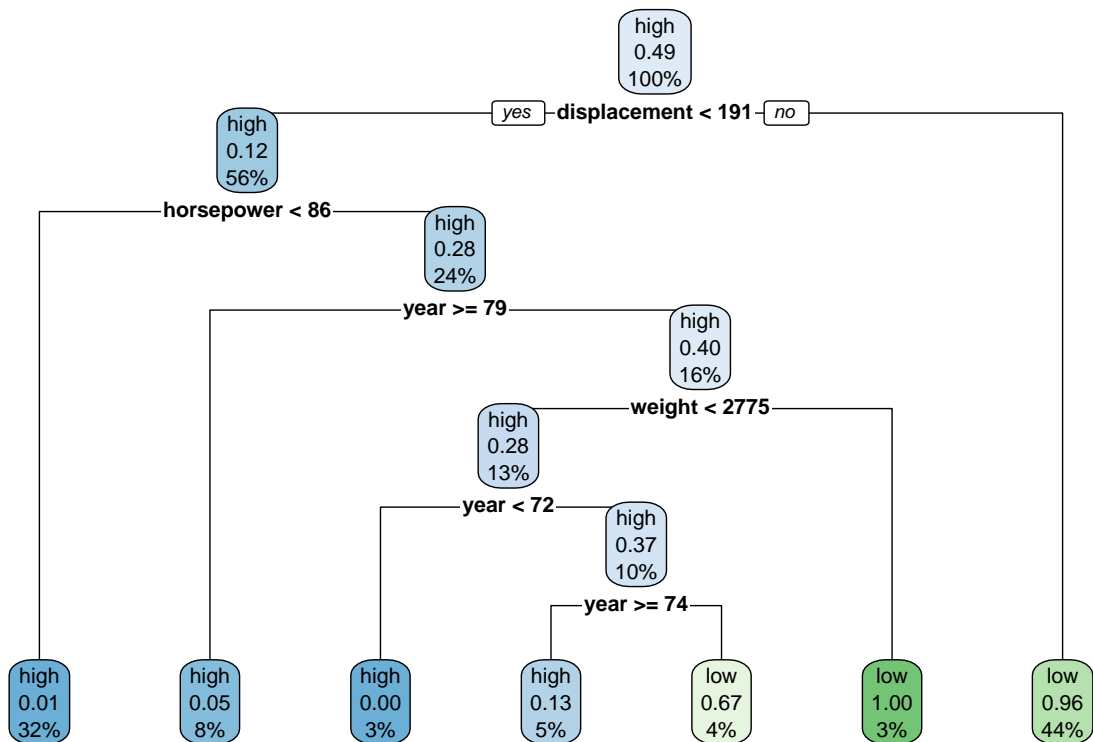 high
0.49
100%
yes displacement < 191 no
high
0.12
56%
horsepower < 86
high
0.28
24%
year >= 79
high
0.40
16%
weight < 2775
high
0.28
13%
year < 72
high
0.37
10%
year >= 74
high
0.01
32%
high
0.05
8%
high
0.00
3%
high
0.13
5%
low
0.67
4%
low
1.00
3%
low
0.96
44%